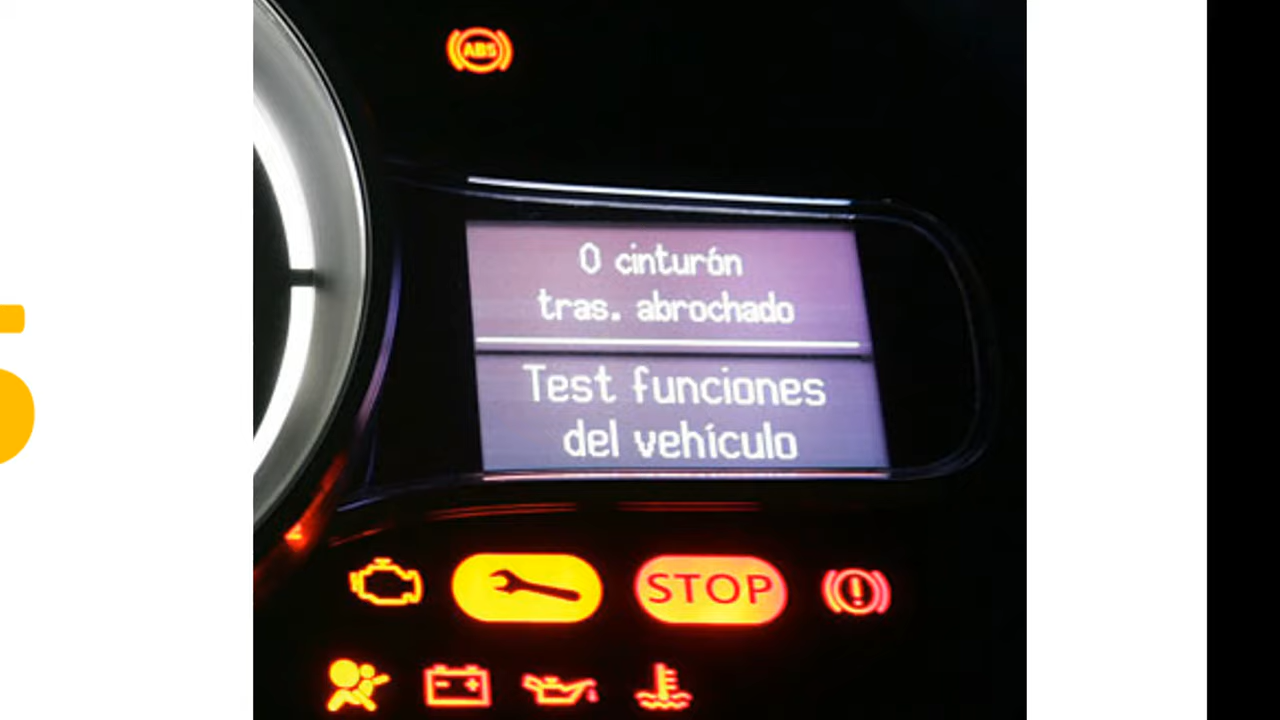 ABS
0 cinturón
tras. abrochado
Test funciones
del vehículo
STOP